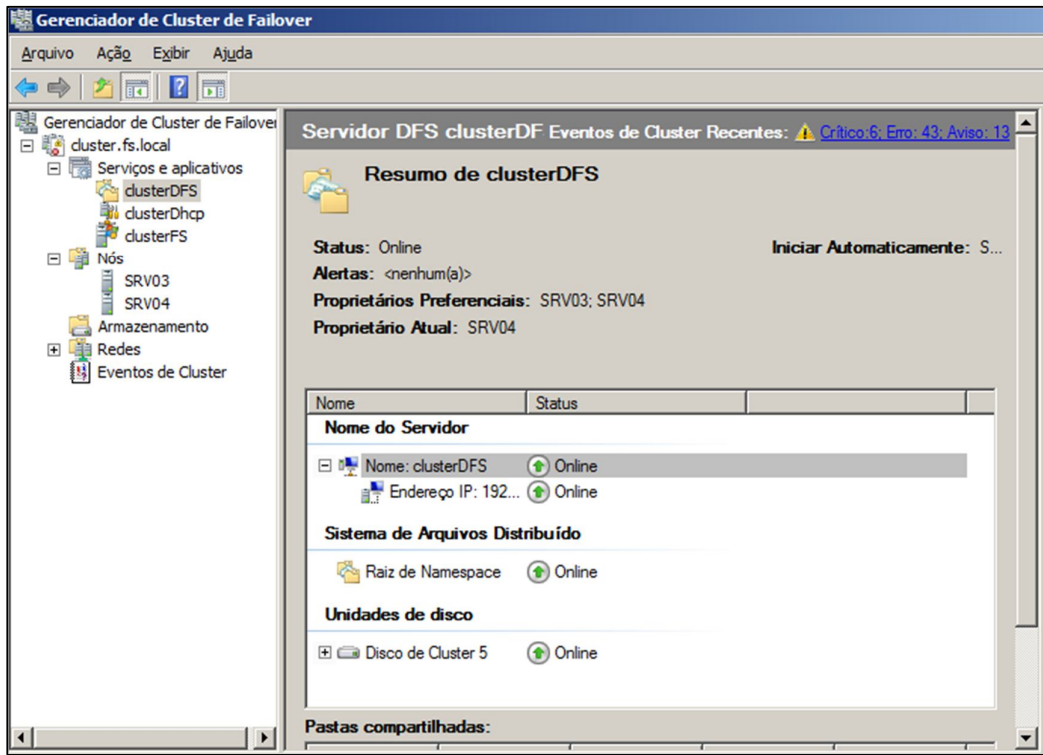 Gerenciador de Cluster de Failover
Arquivo Ação Exibir Ajuda
Gerenciador de Cluster de Failover
cluster.fs.local
Serviços e aplicativos
clusterDFS
clusterDhcp
clusterFS
Nós
SRV03
SRV04
Armazenamento
Redes
Eventos de Cluster
Servidor DFS clusterDF Eventos de Cluster Recentes: Crítico:6; Erro: 43; Aviso: 13
Resumo de clusterDFS
Status: Online Iniciar Automaticamente: S...
Alertas: <nenhum(a)>
Proprietários Preferenciais: SRV03; SRV04
Proprietário Atual: SRV04
Nome Status
Nome do Servidor
Nome: clusterDFS Online
Endereço IP: 192... Online
Sistema de Arquivos Distribuído
Raiz de Namespace Online
Unidades de disco
Disco de Cluster 5 Online
Pastas compartilhadas: